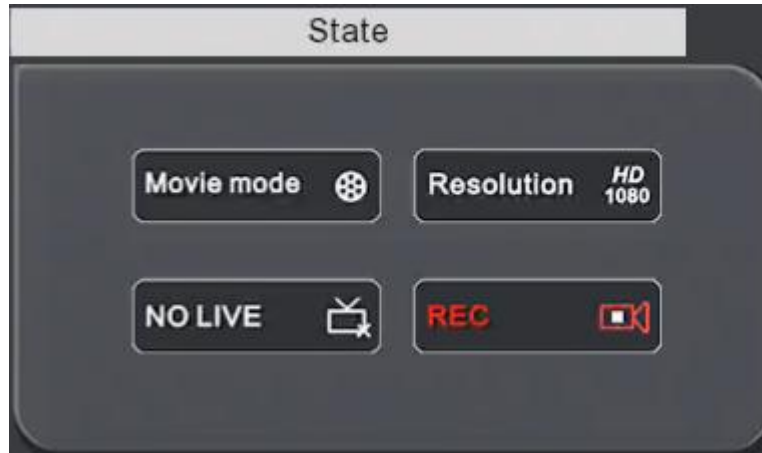 State
Movie mode
Resolution HD 1080
NO LIVE
REC